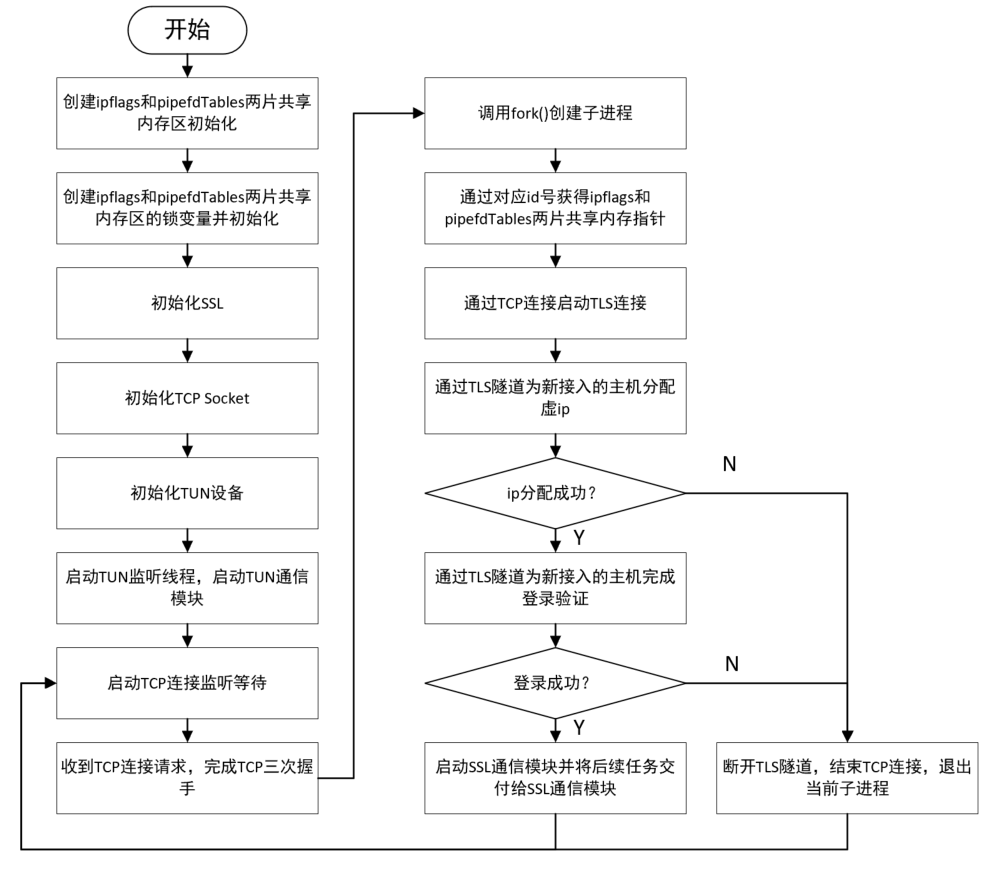 开始
创建ipflags和pipefdTables两片共享
内存区初始化
创建ipflags和pipefdTables两片共享
内存区的锁变量并初始化
初始化SSL
初始化TCP Socket
初始化TUN设备
启动TUN监听线程，启动TUN通信
模块
启动TCP连接监听等待
收到TCP连接请求，完成TCP三次握
手
调用fork()创建子进程
通过对应id号获得ipflags和
pipefdTables两片共享内存指针
通过TCP连接启动TLS连接
通过TLS隧道为新接入的主机分配
虚ip
ip分配成功？
N
Y
通过TLS隧道为新接入的主机完成
登录验证
登录成功？
N
Y
启动SSL通信模块并将后续任务交
付给SSL通信模块
断开TLS隧道，结束TCP连接，退出
当前子进程